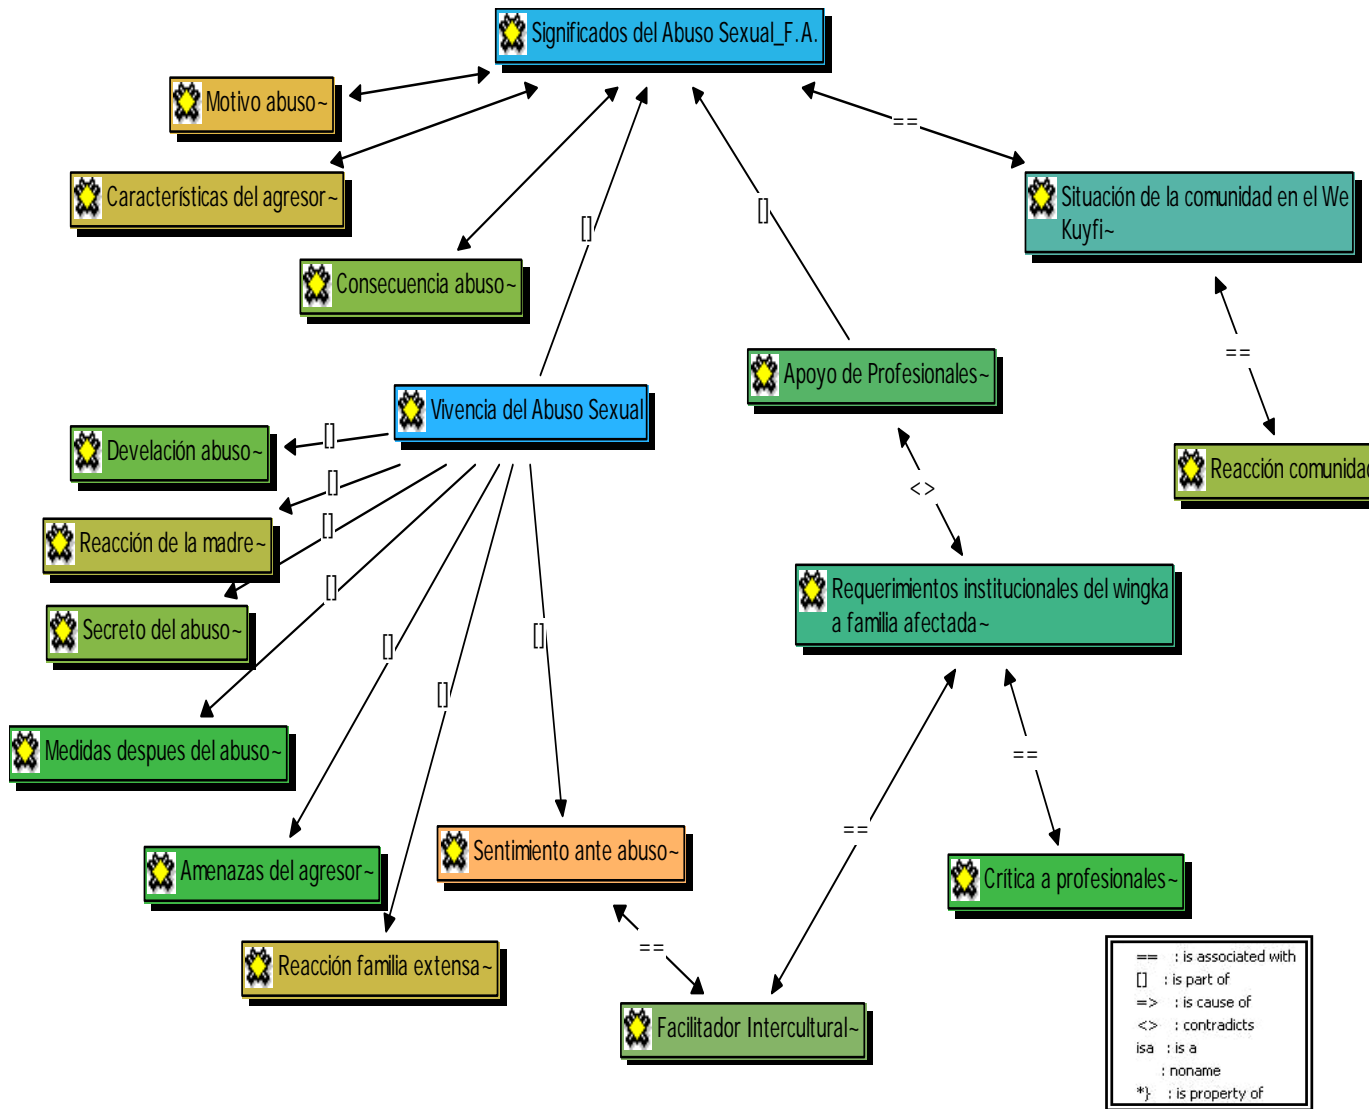 Significados del Abuso Sexual_F.A.
Motivo abuso~
==
Características del agresor~
Situación de la comunidad en el We
Kuyfi~
[]
[]
Consecuencia abuso~
==
Apoyo de Profesionales~
Vivencia del Abuso Sexual
[]
Develación abuso~
Reacción comunidad
[]
<>
[]
Reacción de la madre~
Requerimientos institucionales del wingka
a familia afectada~
[]
Secreto del abuso~
[]
[]
[]
Medidas despues del abuso~
==
==
Sentimiento ante abuso~
Amenazas del agresor~
Crítica a profesionales~
==
Reacción familia extensa~
Facilitador Intercultural~
== : is associated with
[] : is part of
=> : is cause of
<> : contradicts
isa : is a
: noname
*} : is property of